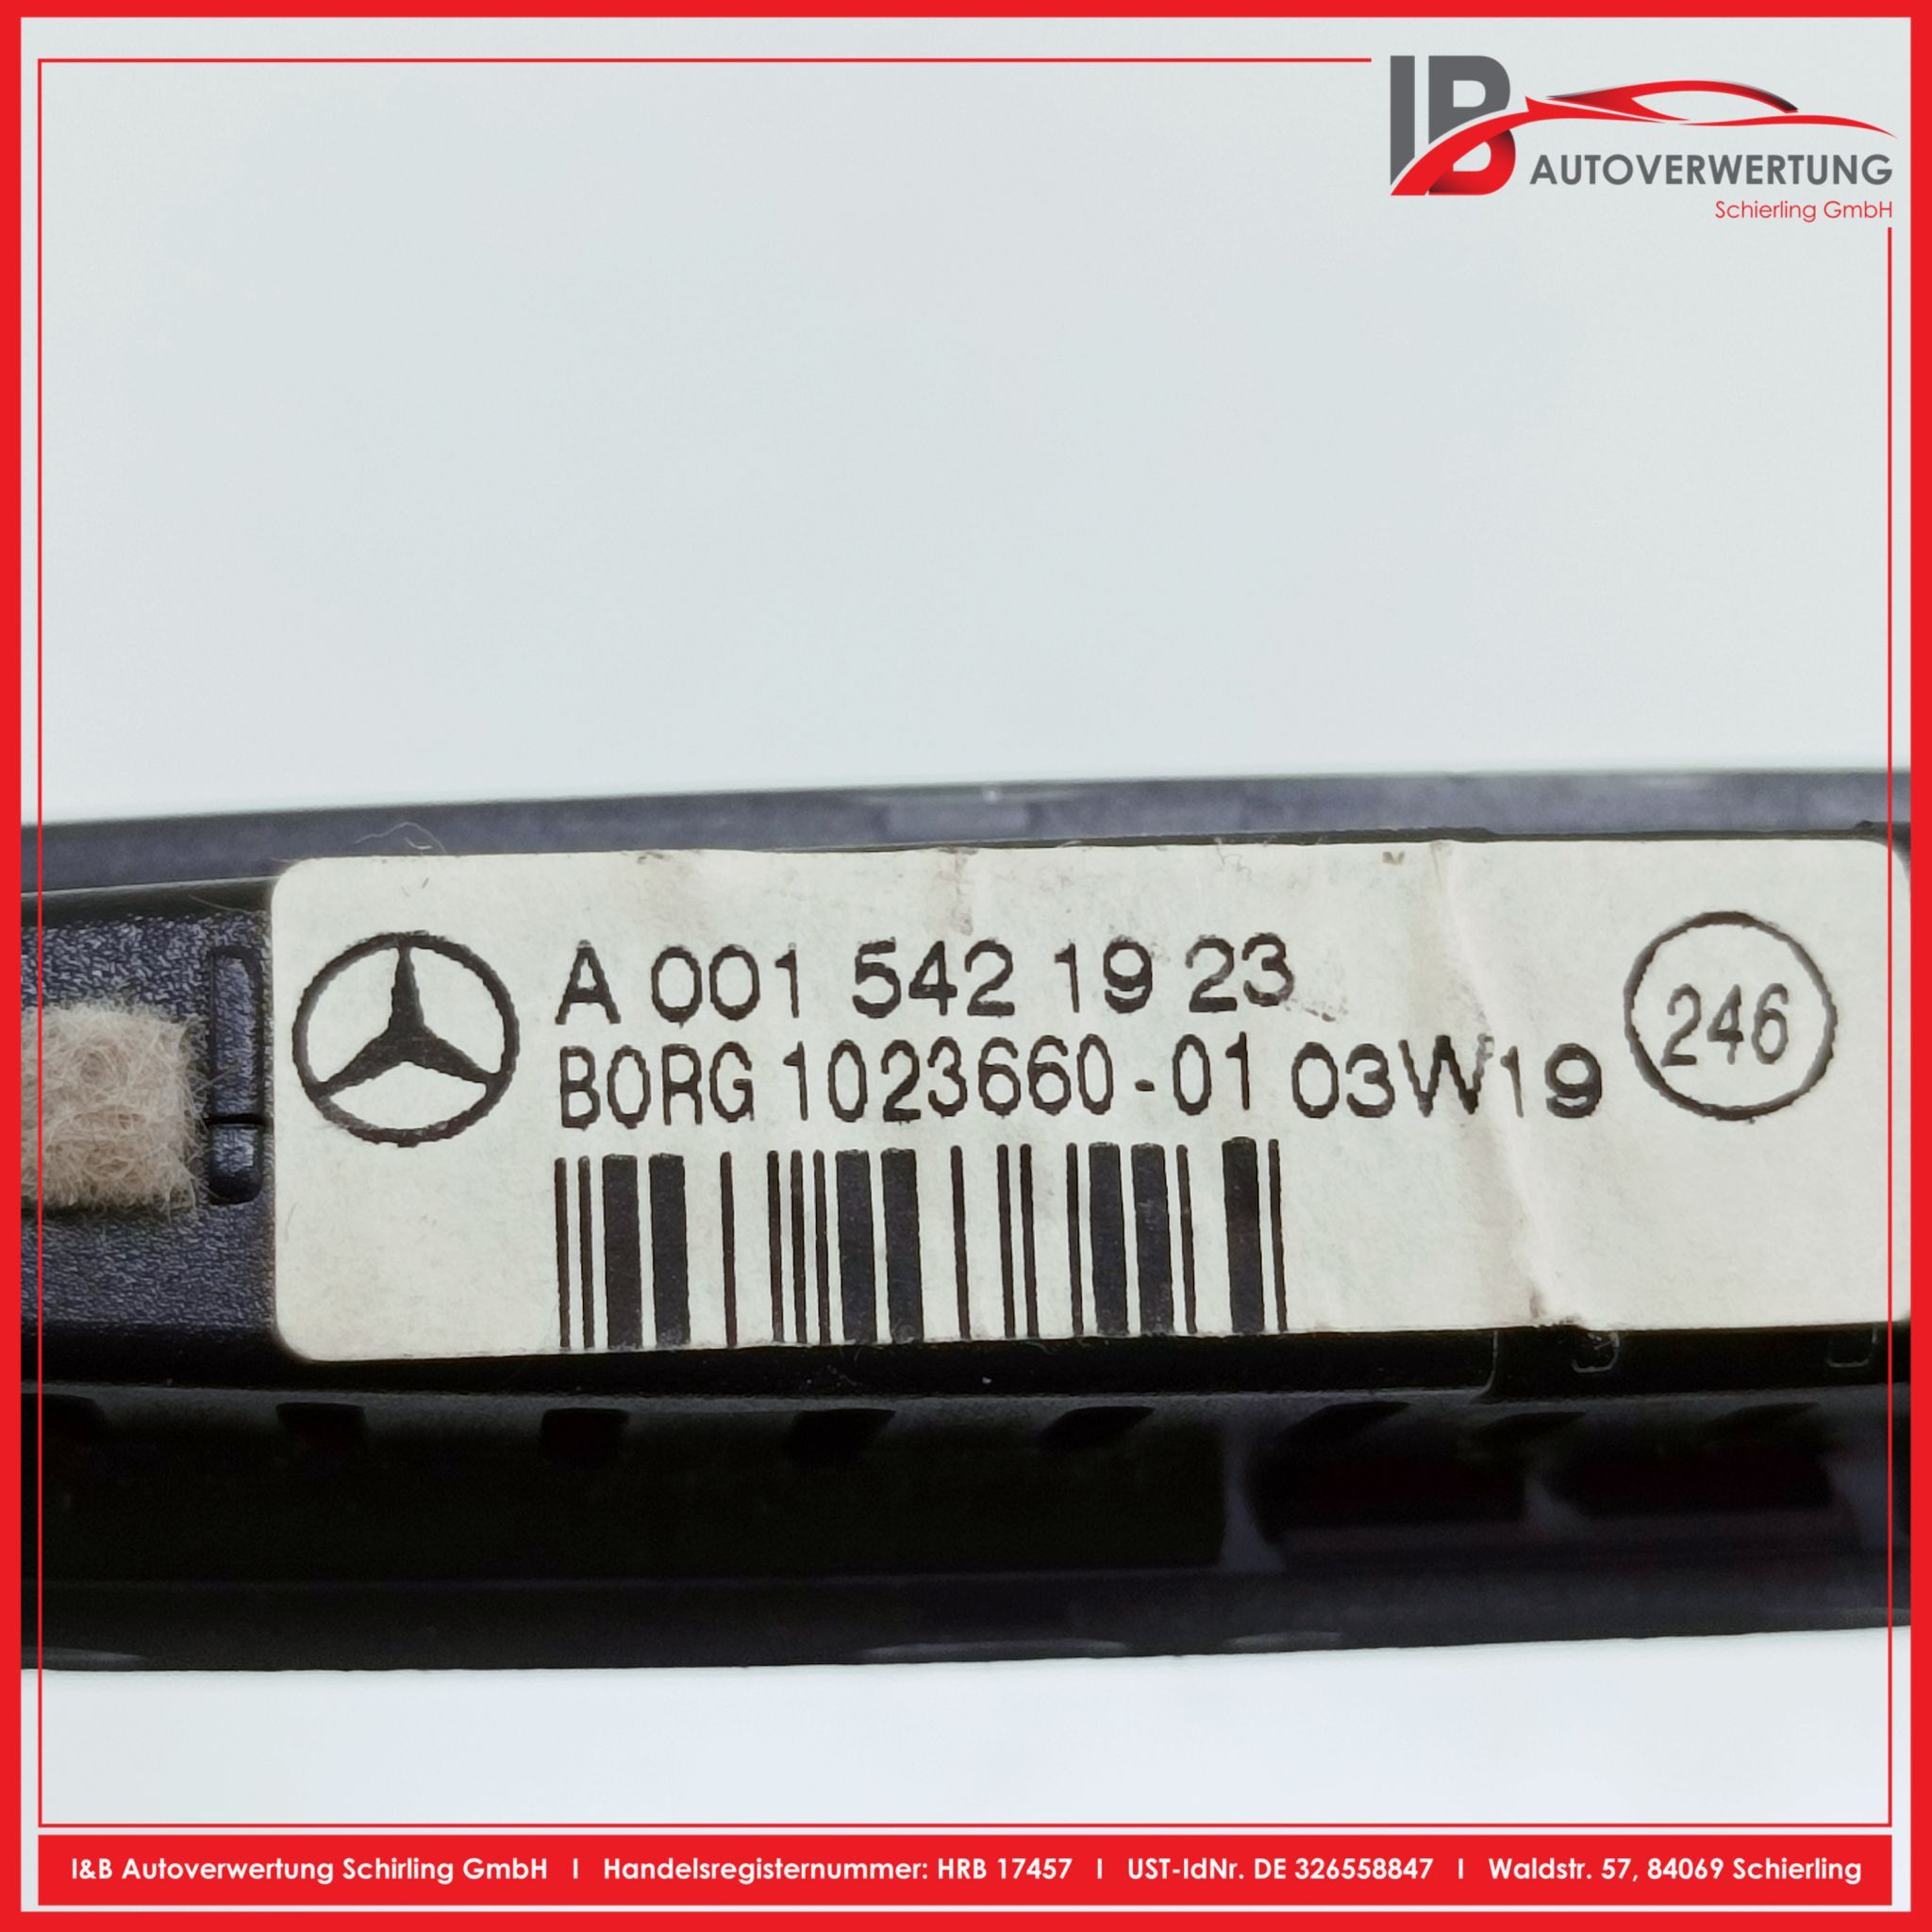 IB AUTOVERWERTUNG
Schierling GmbH
A 001 542 19 23
BORG 1023660-01 03W19
246
I&B Autoverwertung Schirling GmbH I Handelsregisternummer: HRB 17457 I UST-IdNr. DE 326558847 I Waldstr. 57, 84069 Schierling